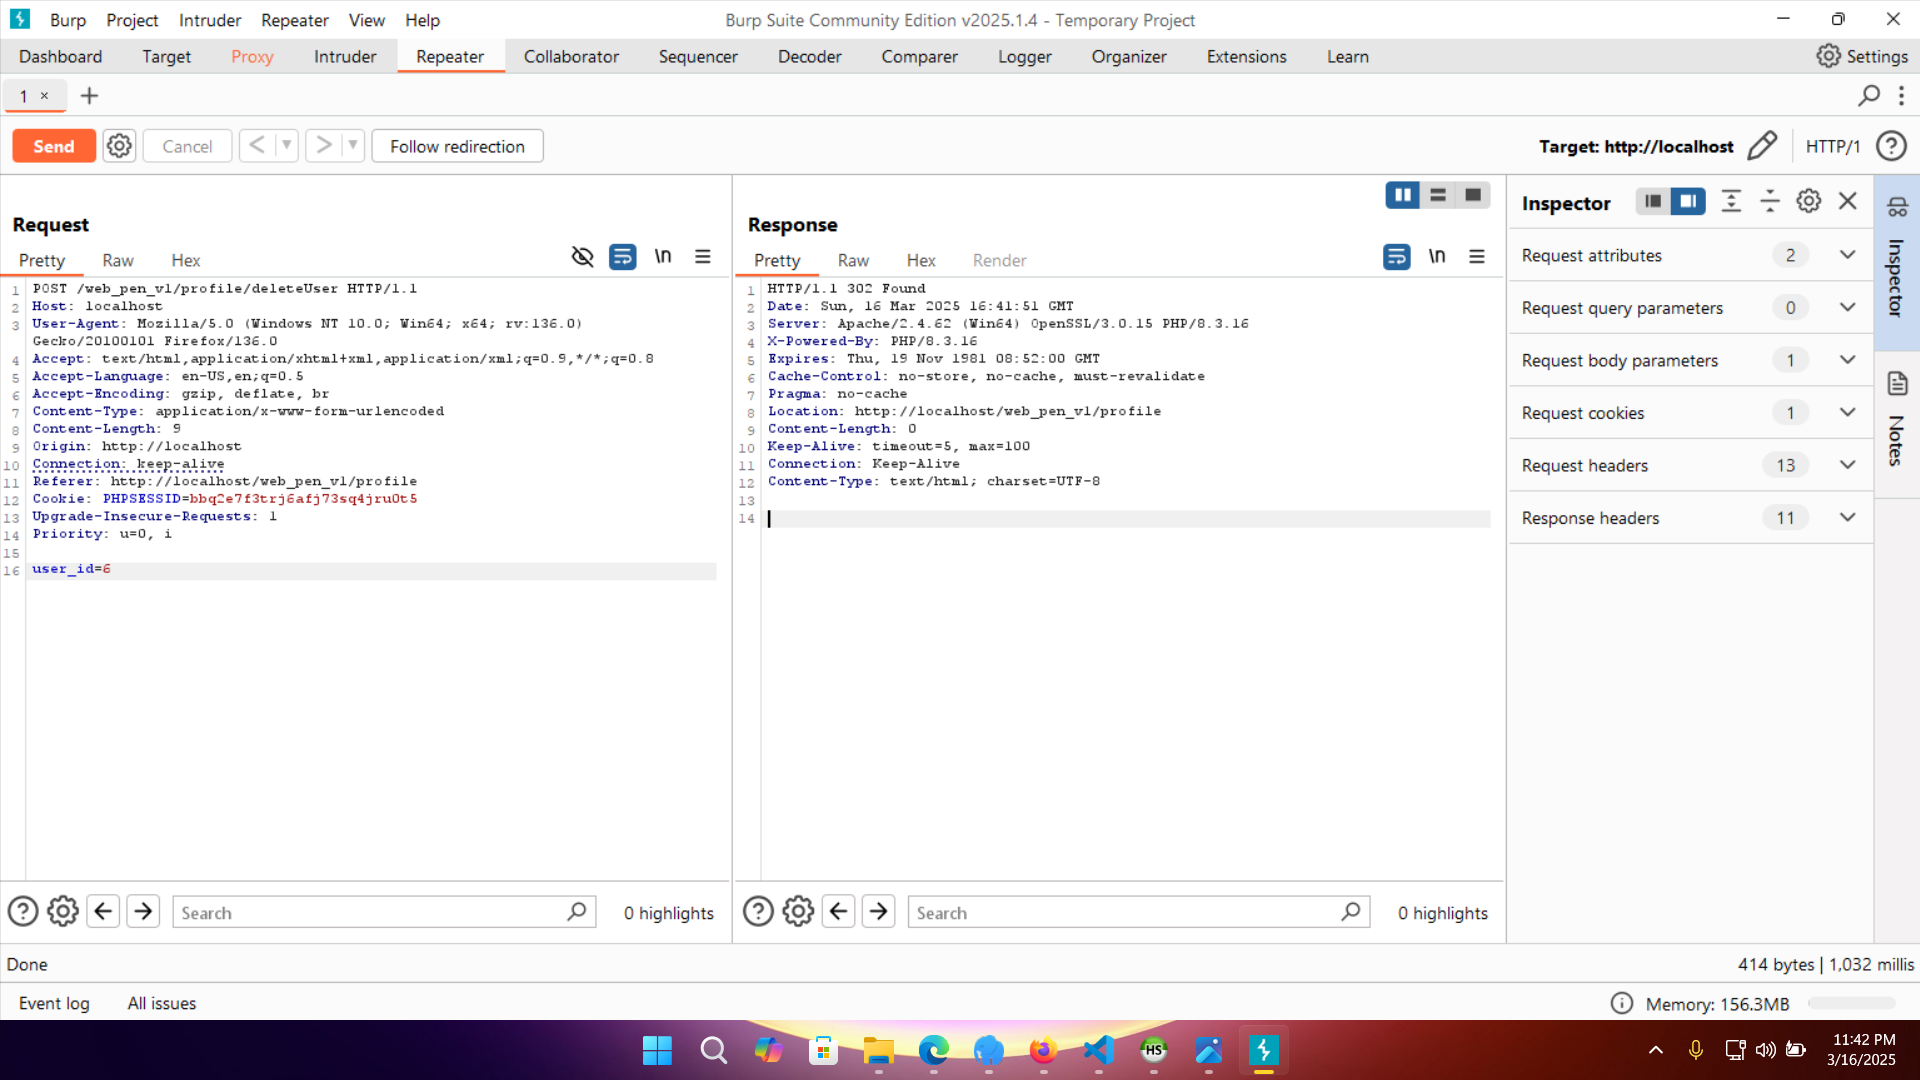 Burp Project Intruder Repeater View Help
Burp Suite Community Edition v2025.1.4 - Temporary Project
Dashboard Target Proxy Intruder Repeater Collaborator Sequencer Decoder Comparer Logger Organizer Extensions Learn
Settings
1 × +
Send
Cancel
< >
Follow redirection
Target: http://localhost
HTTP/1
Request
Pretty Raw Hex
\n
1 POST /web_pen_v1/profile/deleteUser HTTP/1.1
2 Host: localhost
3 User-Agent: Mozilla/5.0 (Windows NT 10.0; Win64; x64; rv:136.0)
Gecko/20100101 Firefox/136.0
4 Accept: text/html,application/xhtml+xml,application/xml;q=0.9,*/*;q=0.8
5 Accept-Language: en-US,en;q=0.5
6 Accept-Encoding: gzip, deflate, br
7 Content-Type: application/x-www-form-urlencoded
8 Content-Length: 9
9 Origin: http://localhost
10 Connection: keep-alive
11 Referer: http://localhost/web_pen_v1/profile
12 Cookie: PHPSESSID=bbq2e7f3trj6afj73sq4jru0t5
13 Upgrade-Insecure-Requests: 1
14 Priority: u=0, i
15
16 user_id=6
Search
0 highlights
Response
Pretty Raw Hex Render
\n
1 HTTP/1.1 302 Found
2 Date: Sun, 16 Mar 2025 16:41:51 GMT
3 Server: Apache/2.4.62 (Win64) OpenSSL/3.0.15 PHP/8.3.16
4 X-Powered-By: PHP/8.3.16
5 Expires: Thu, 19 Nov 1981 08:52:00 GMT
6 Cache-Control: no-store, no-cache, must-revalidate
7 Pragma: no-cache
8 Location: http://localhost/web_pen_v1/profile
9 Content-Length: 0
10 Keep-Alive: timeout=5, max=100
11 Connection: Keep-Alive
12 Content-Type: text/html; charset=UTF-8
13
14
Search
0 highlights
Inspector
Request attributes 2
Request query parameters 0
Request body parameters 1
Request cookies 1
Request headers 13
Response headers 11
Inspector
Notes
Done
414 bytes | 1,032 millis
Event log All issues
Memory: 156.3MB
HS
11:42 PM
3/16/2025